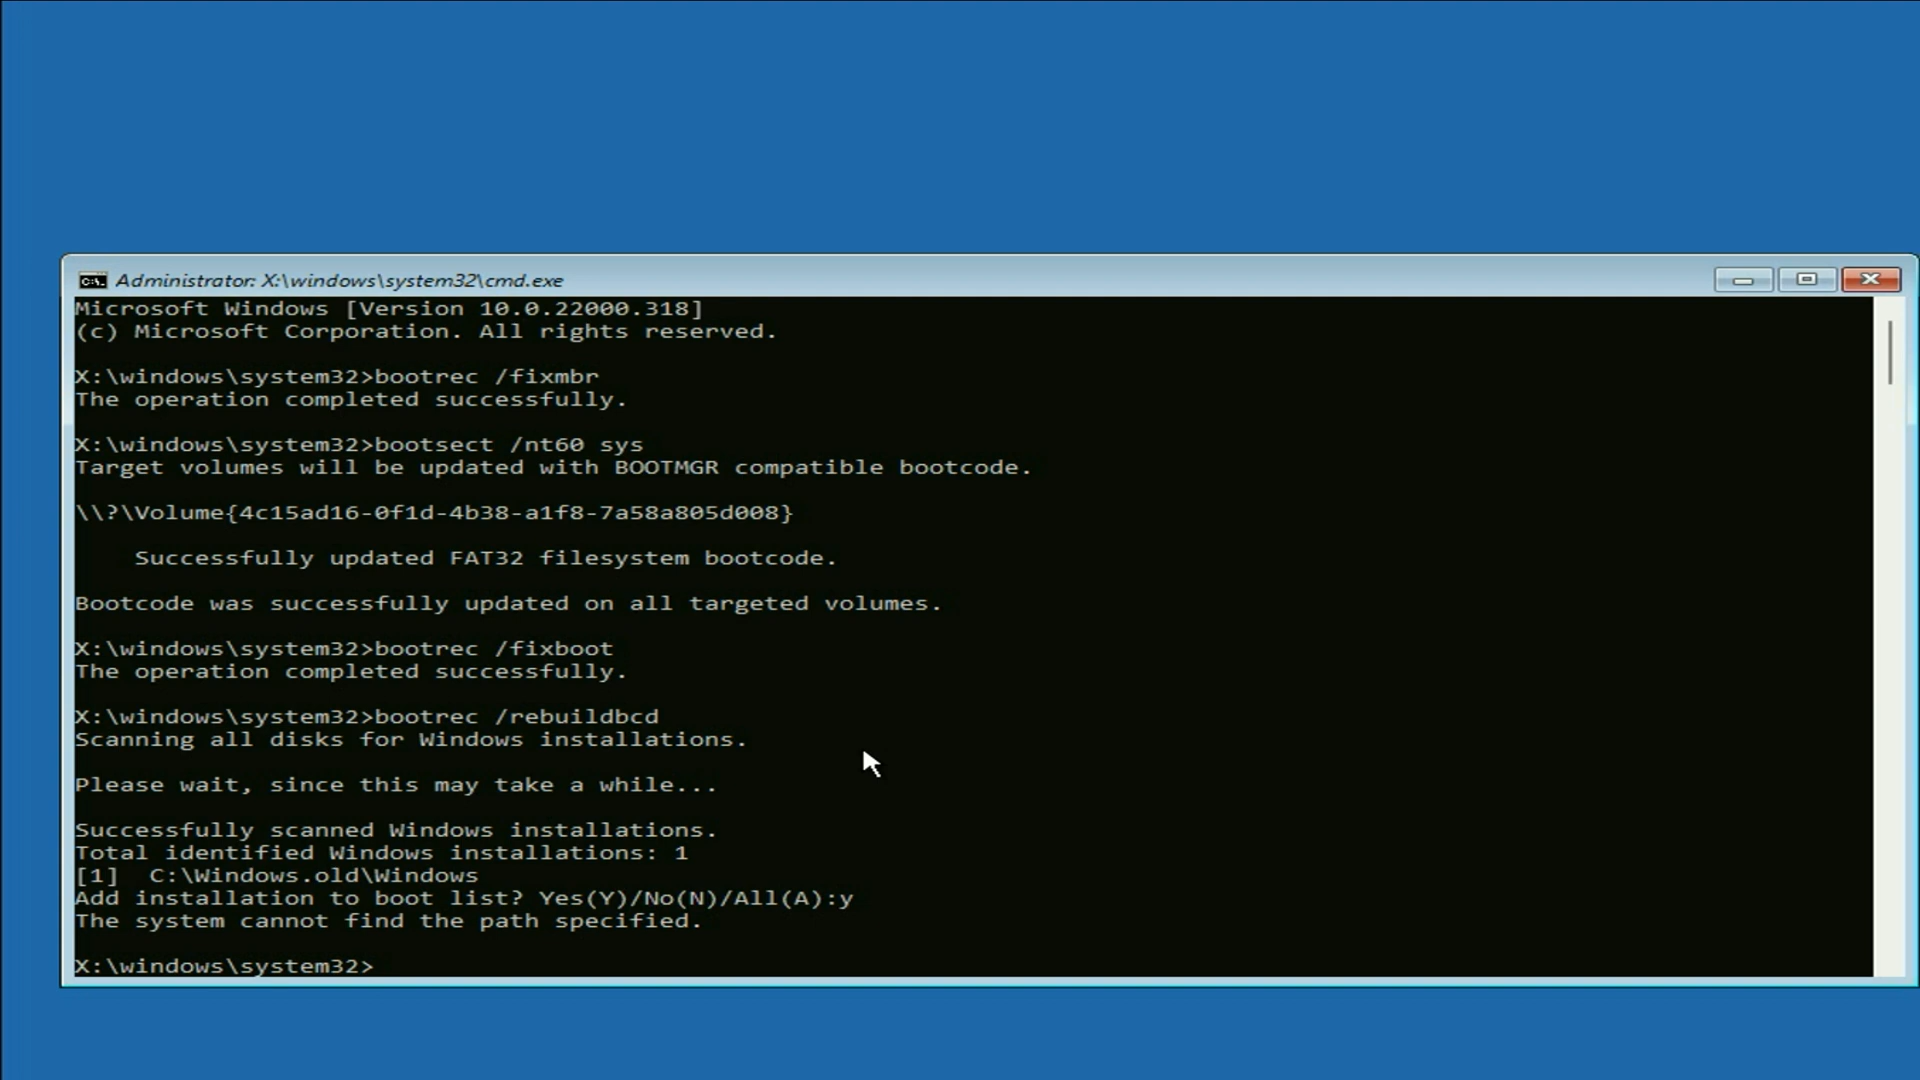 Administrator: X:\windows\system32\cmd.exe
Microsoft Windows [Version 10.0.22000.318]
(c) Microsoft Corporation. All rights reserved.
X:\windows\system32>bootrec /fixmbr
The operation completed successfully.
X:\windows\system32>bootsect /nt60 sys
Target volumes will be updated with BOOTMGR compatible bootcode.
\\?\Volume{4c15ad16-0f1d-4b38-a1f8-7a58a805d008}
Successfully updated FAT32 filesystem bootcode.
Bootcode was successfully updated on all targeted volumes.
X:\windows\system32>bootrec /fixboot
The operation completed successfully.
X:\windows\system32>bootrec /rebuildbcd
Scanning all disks for Windows installations.
Please wait, since this may take a while...
Successfully scanned Windows installations.
Total identified Windows installations: 1
[1]  C:\Windows.old\Windows
Add installation to boot list? Yes(Y)/No(N)/All(A):y
The system cannot find the path specified.
X:\windows\system32>